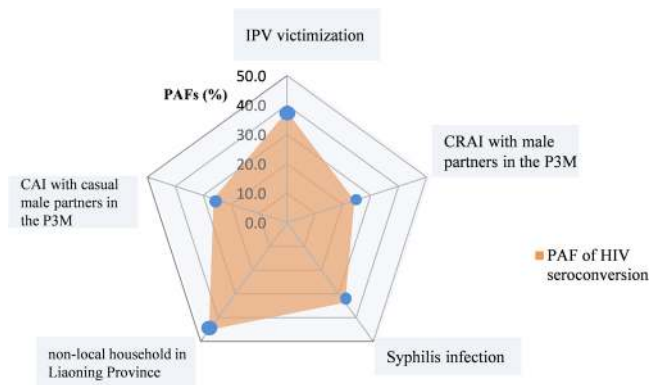 IPV victimization
50.0
PAFs (%)
40.0
30.0
20.0
10.0
0.0
CRAI with male
partners in the P3M
CAI with casual
male partners in
the P3M
PAF of HIV
seroconversion
non-local household in
Liaoning Province
Syphilis infection